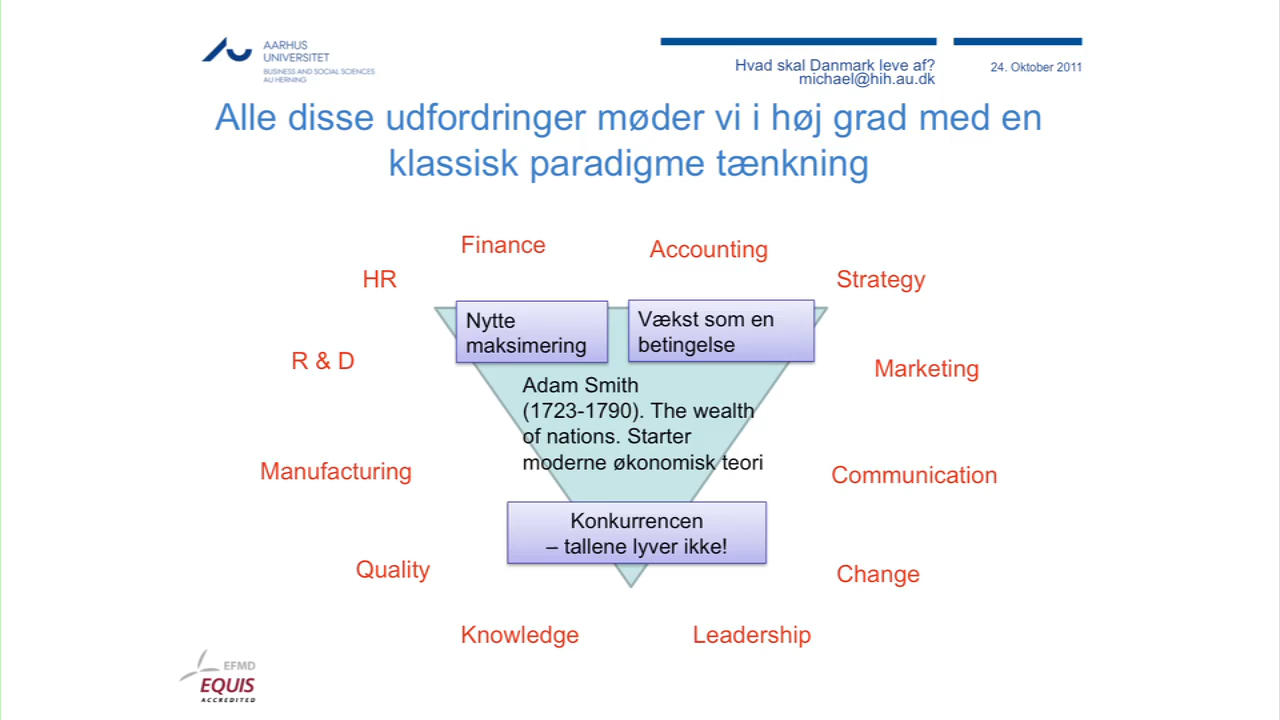 AARHUS
UNIVERSITET
BUSINESS AND SOCIAL SCIENCES
AU HERNING
Hvad skal Danmark leve af?
michael@hih.au.dk
24. Oktober 2011
Alle disse udfordringer møder vi i høj grad med en
klassisk paradigme tænkning
Finance
Accounting
HR
Strategy
Nytte
maksimering
Vækst som en
betingelse
R & D
Marketing
Adam Smith
(1723-1790). The wealth
of nations. Starter
moderne økonomisk teori
Manufacturing
Communication
Konkurrencen
– tallene lyver ikke!
Quality
Change
Knowledge
Leadership
EFMD
EQUIS
ACCREDITED